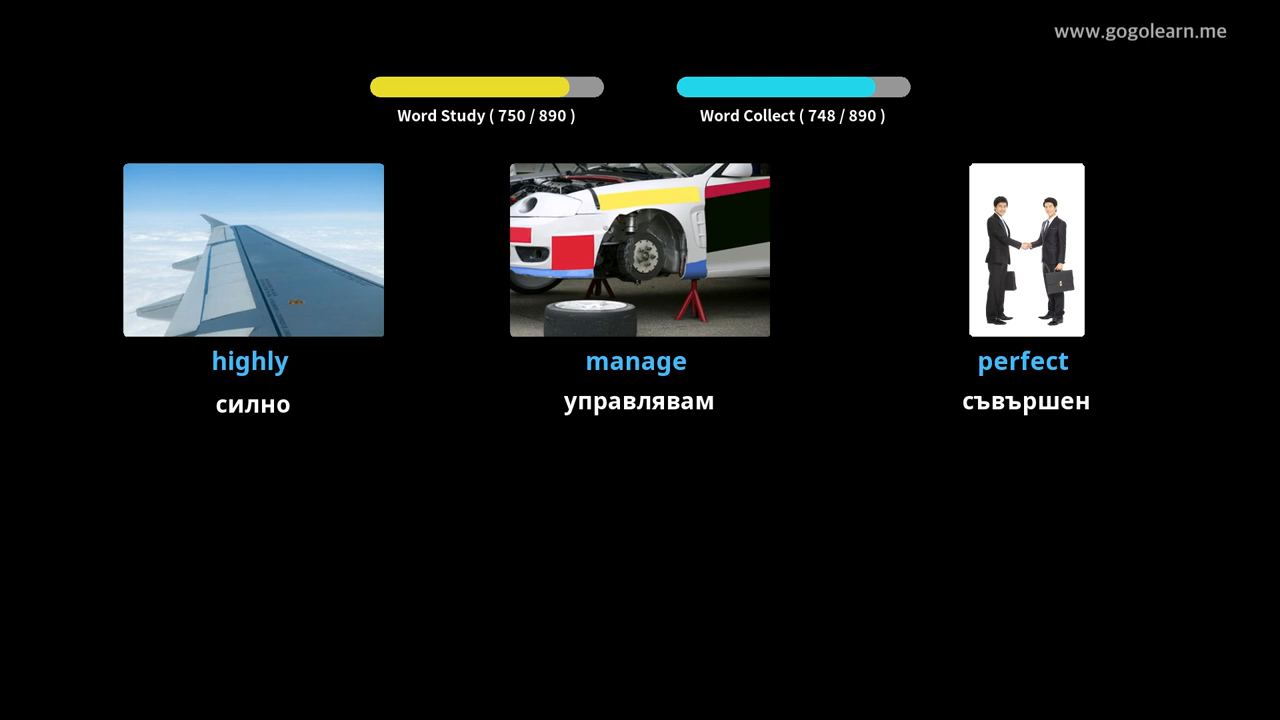 www.gogolearn.me
Word Study ( 750 / 890 )
Word Collect ( 748 / 890 )
highly
manage
perfect
силно
управлявам
съвършен